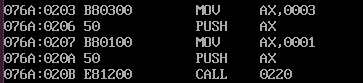 076A:0203 B80300 MOV AX,0003
076A:0206 50 PUSH AX
076A:0207 B80100 MOV AX,0001
076A:020A 50 PUSH AX
076A:020B E81200 CALL 0220